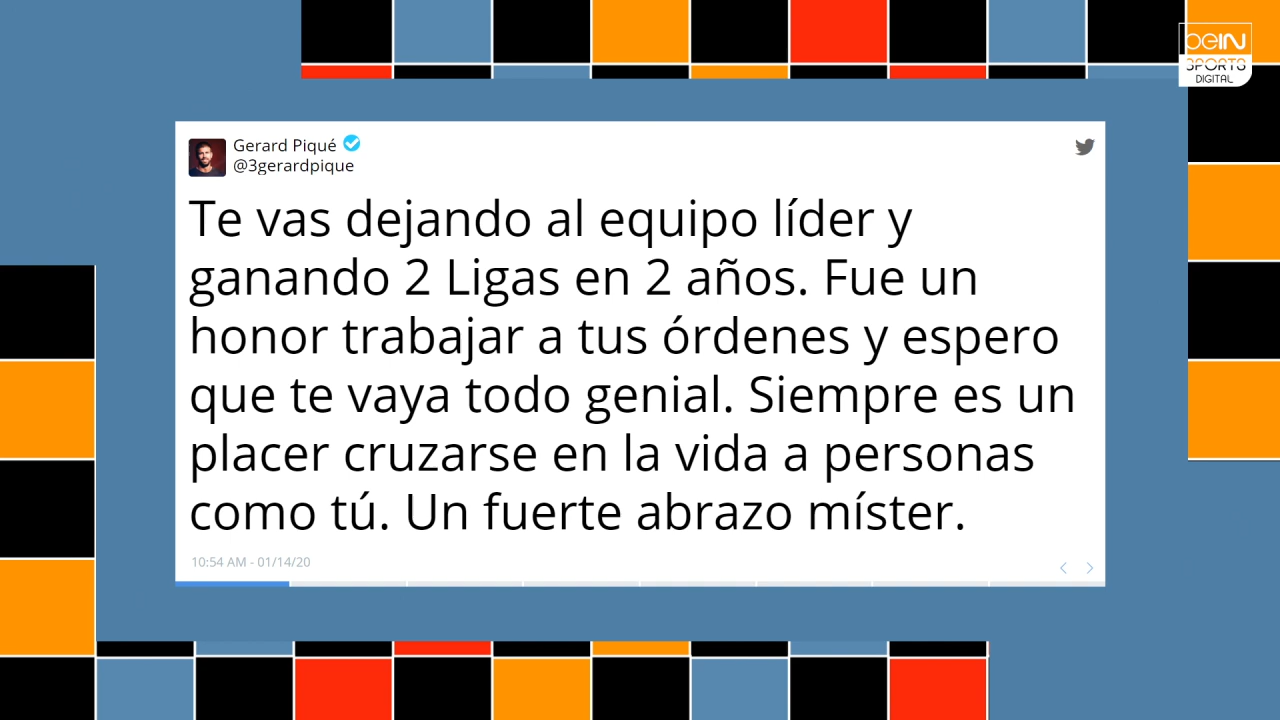 beIN
SPORTS
DIGITAL
Gerard Piqué
@3gerardpique
Te vas dejando al equipo líder y
ganando 2 Ligas en 2 años. Fue un
honor trabajar a tus órdenes y espero
que te vaya todo genial. Siempre es un
placer cruzarse en la vida a personas
como tú. Un fuerte abrazo míster.
10:54 AM - 01/14/20